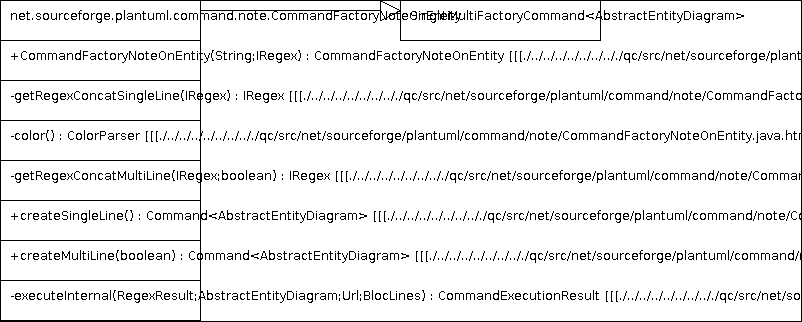 net.sourceforge.plantuml.command.note.CommandFactoryNoteOnEntity
SingleMultiFactoryCommand<AbstractEntityDiagram>
+CommandFactoryNoteOnEntity(String;IRegex) : CommandFactoryNoteOnEntity [[[./../../../../../../../../qc/src/net/sourceforge/plant
-getRegexConcatSingleLine(IRegex) : IRegex [[[./../../../../../../../../qc/src/net/sourceforge/plantuml/command/note/CommandFacto
-color() : ColorParser [[[./../../../../../../../../qc/src/net/sourceforge/plantuml/command/note/CommandFactoryNoteOnEntity.java.htm
-getRegexConcatMultiLine(IRegex;boolean) : IRegex [[[./../../../../../../../../qc/src/net/sourceforge/plantuml/command/note/Comma
+createSingleLine() : Command<AbstractEntityDiagram> [[[./../../../../../../../../qc/src/net/sourceforge/plantuml/command/note/Co
+createMultiLine(boolean) : Command<AbstractEntityDiagram> [[[./../../../../../../../../qc/src/net/sourceforge/plantuml/command/n
-executeInternal(RegexResult;AbstractEntityDiagram;Url;BlocLines) : CommandExecutionResult [[[./../../../../../../../../qc/src/net/so